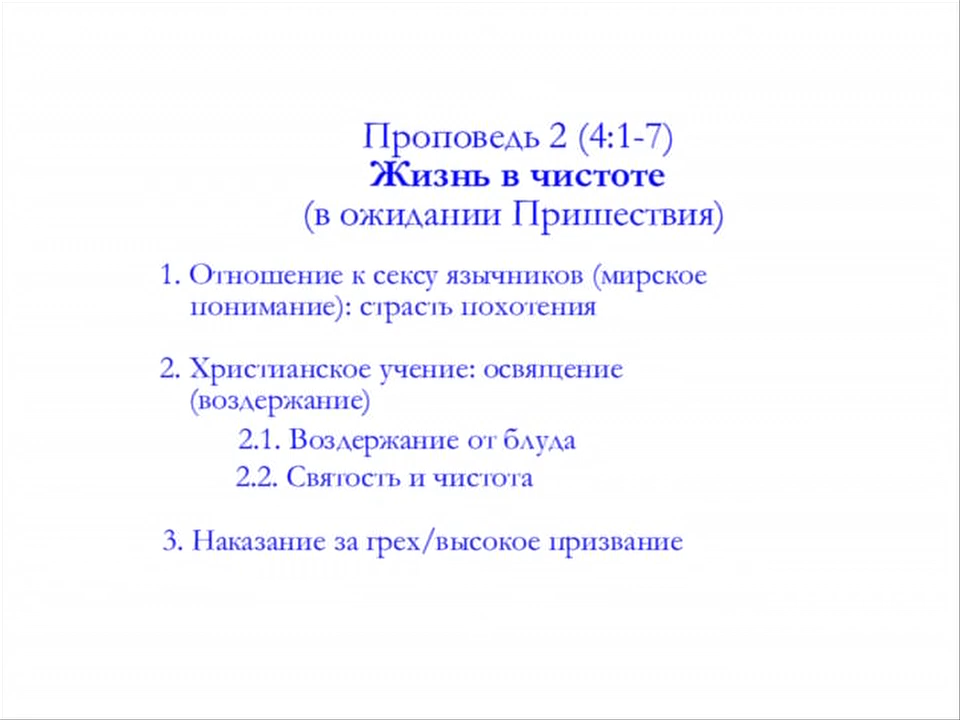 Проповедь 2 (4:1-7)
Жизнь в чистоте
(в ожидании Пришествия)
1. Отношение к сексу язычников (мирское
понимание): страсть похотения
2. Христианское учение: освящение
(воздержание)
2.1. Воздержание от блуда
2.2. Святость и чистота
3. Наказание за грех/высокое призвание